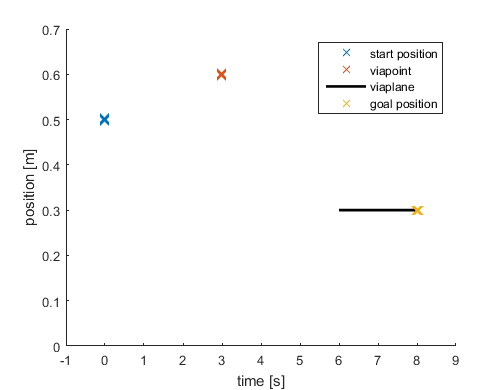 0.7
0.6
0.5
0.4
0.3
0.2
0.1
0
position [m]
start position
viapoint
viaplane
goal position
-1 0 1 2 3 4 5 6 7 8 9
time [s]